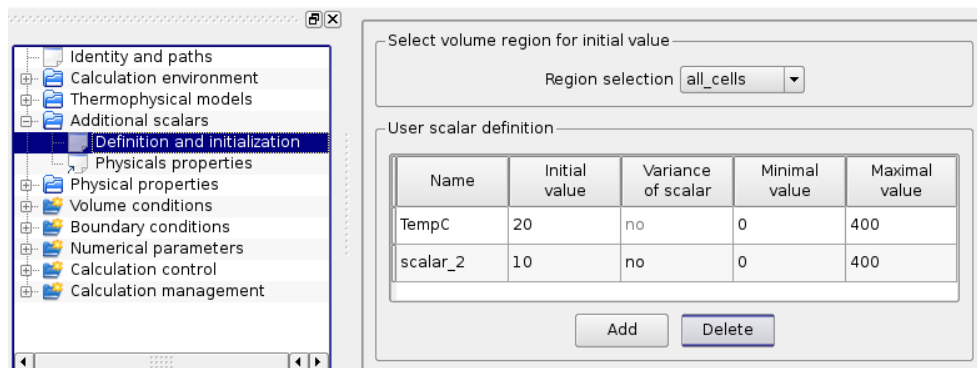 Identity and paths
Calculation environment
Thermophysical models
Additional scalars
Definition and initialization
Physicals properties
Physical properties
Volume conditions
Boundary conditions
Numerical parameters
Calculation control
Calculation management
Select volume region for initial value
Region selection all_cells
User scalar definition
Name Initial value Variance of scalar Minimal value Maximal value
TempC 20 no 0 400
scalar_2 10 no 0 400
Add Delete